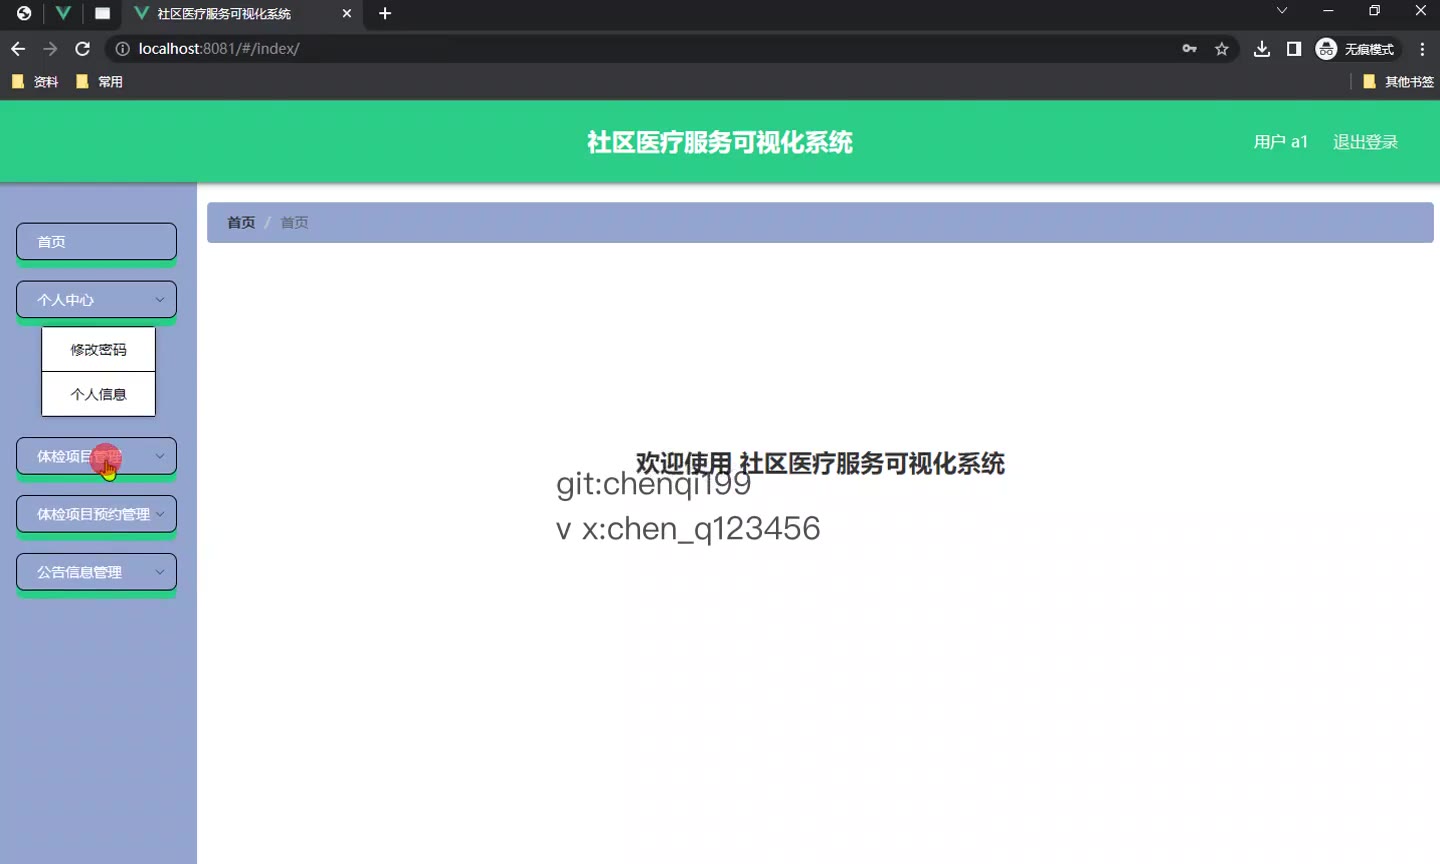 社区医疗服务可视化系统
localhost:8081/#/index/
无痕模式
资料
常用
其他书签
社区医疗服务可视化系统
用户 a1
退出登录
首页
首页 / 首页
个人中心
修改密码
个人信息
体检项目管理
体检项目预约管理
公告信息管理
欢迎使用 社区医疗服务可视化系统
git:chenqi199
v x:chen_q123456